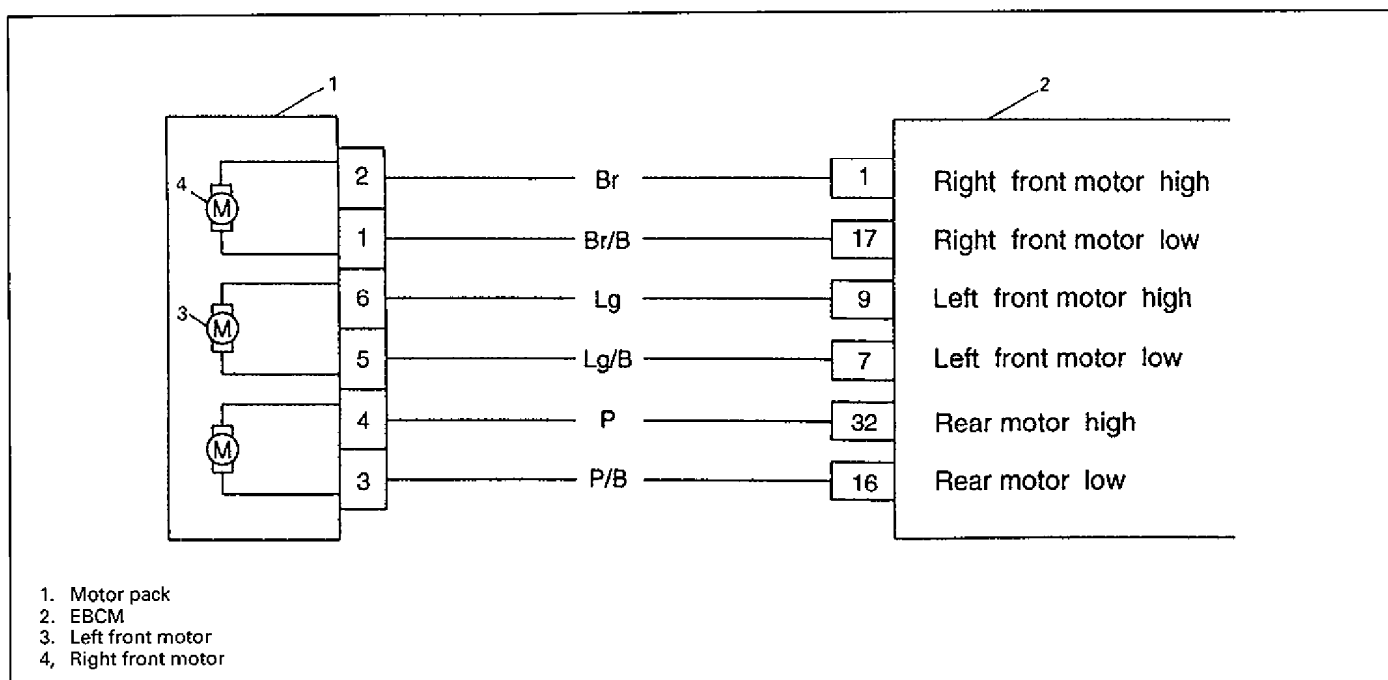 1 2
4 2 Br 1 Right front motor high
M
1 Br/B 17 Right front motor low
6 Lg 9 Left front motor high
3 M
5 Lg/B 7 Left front motor low
4 P 32 Rear motor high
M
3 P/B 16 Rear motor low
1. Motor pack
2. EBCM
3. Left front motor
4, Right front motor